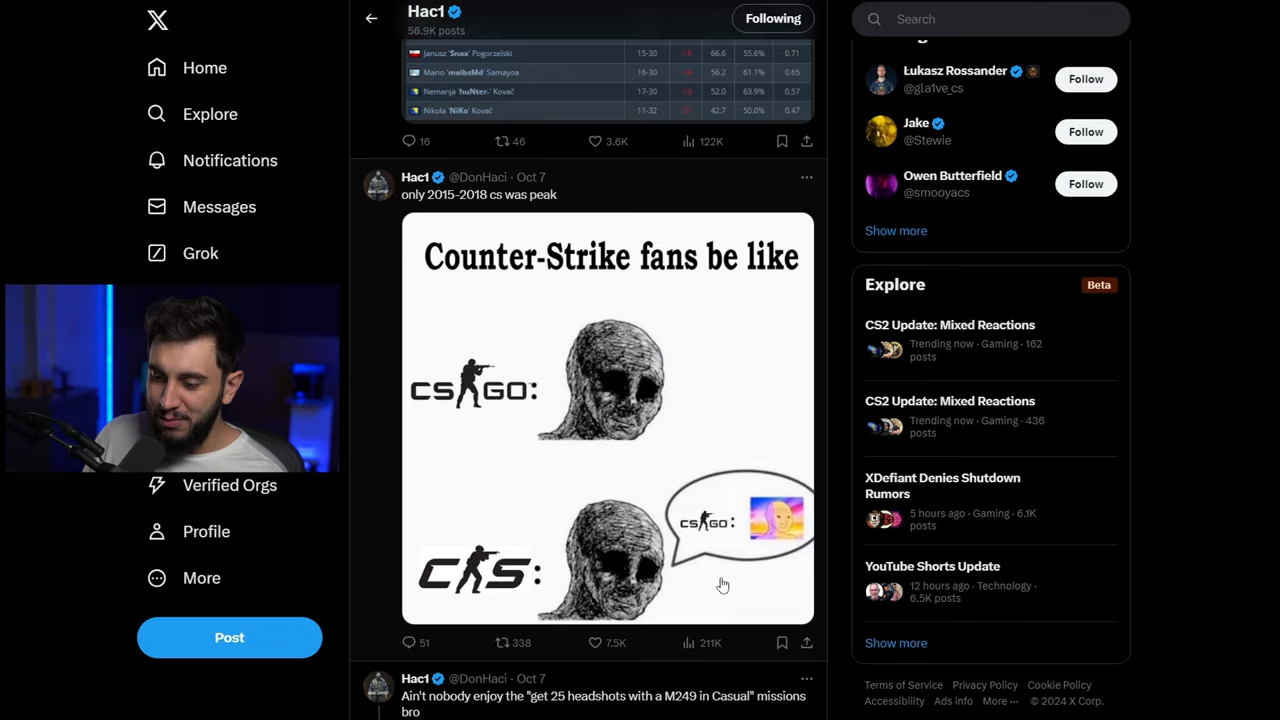 Home
Explore
Notifications
Messages
Grok
Verified Orgs
Profile
More
Post
Hac1
56.9K posts
Following
Janusz 'Snax' Pogorzelski 15-30 -15 66.6 55.6% 0.71
Mario 'malbsMd' Samayoa 16-30 56.2 61.1% 0.65
Nemanja 'huNter-' Kovač 17-30 -13 52.0 63.9% 0.57
Nikola 'NiKo' Kovač 11-32 42.7 50.0% 0.47
16 46 3.6K 122K
Hac1 @DonHaci · Oct 7
only 2015-2018 cs was peak
Counter-Strike fans be like
CS GO:
CS GO:
CS:
51 338 7.5K 211K
Hac1 @DonHaci · Oct 7
Ain't nobody enjoy the "get 25 headshots with a M249 in Casual" missions
bro
Search
Łukasz Rossander
@gla1ve_cs
Follow
Jake
@Stewie
Follow
Owen Butterfield
@smooyacs
Follow
Show more
Explore
Beta
CS2 Update: Mixed Reactions
Trending now · Gaming · 162
posts
CS2 Update: Mixed Reactions
Trending now · Gaming · 436
posts
XDefiant Denies Shutdown
Rumors
5 hours ago · Gaming · 6.1K
posts
YouTube Shorts Update
12 hours ago · Technology ·
6.5K posts
Show more
Terms of Service Privacy Policy Cookie Policy
Accessibility Ads info More ··· © 2024 X Corp.